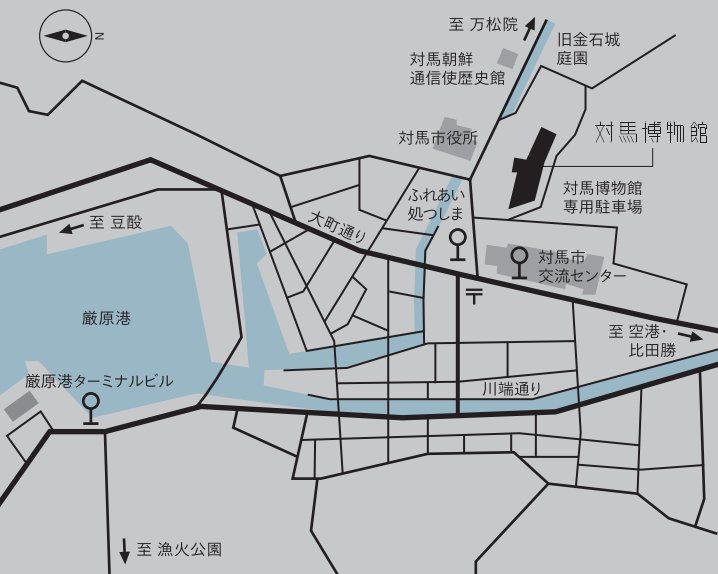 至 万松院
旧金石城
庭園
対馬朝鮮
通信使歴史館
対馬博物館
対馬市役所
対馬博物館
専用駐車場
ふれあい
処つしま
大町通り
至 豆酘
対馬市
交流センター
〒
厳原港
至 空港・
比田勝
厳原港ターミナルビル
川端通り
至 漁火公園
N